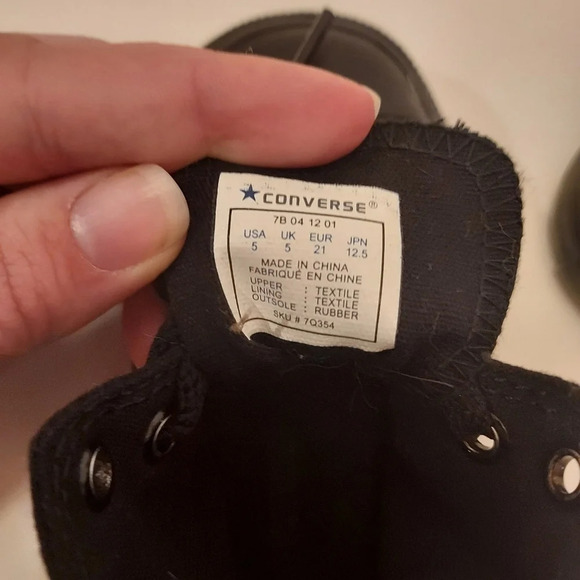 CONVERSE®
7B 04 12 01
USA UK EUR JPN
5 5 21 12.5
MADE IN CHINA
FABRIQUÉ EN CHINE
UPPER : TEXTILE
LINING : TEXTILE
OUTSOLE : RUBBER
SKU # 7Q354